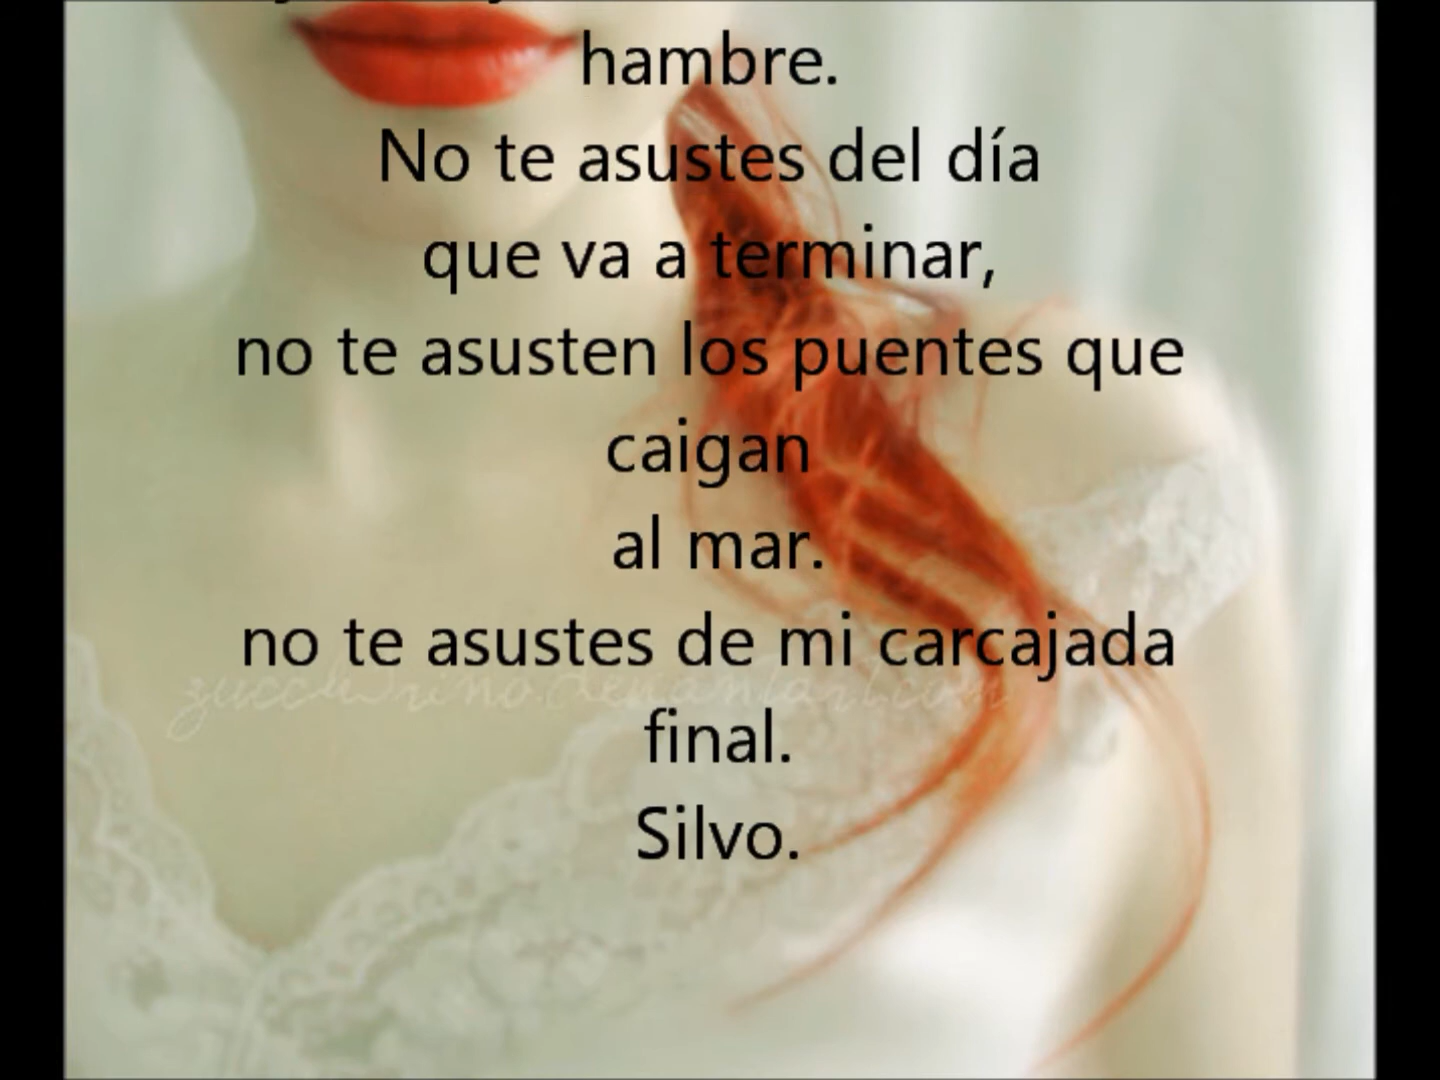 hambre.
No te asustes del día
que va a terminar,
no te asusten los puentes que
caigan
al mar.
no te asustes de mi carcajada
final.
Silvo.